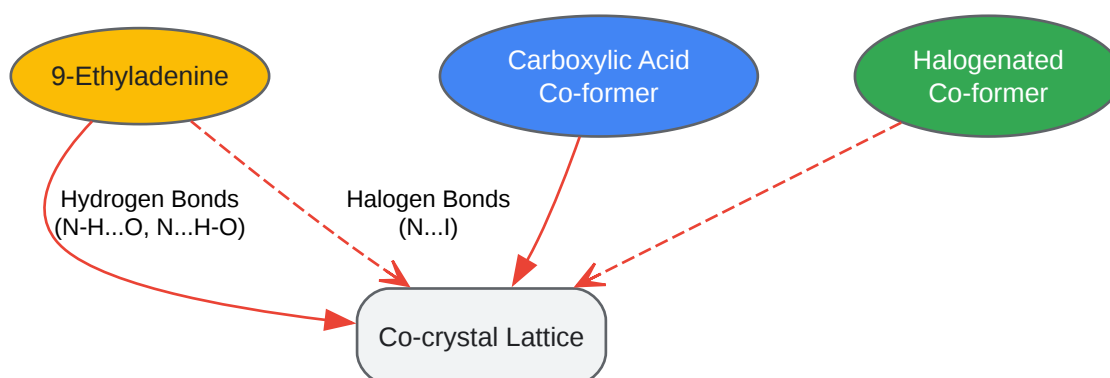 9-Ethyladenine
Carboxylic Acid
Co-former
Halogenated
Co-former
Hydrogen Bonds
(N-H...O, N...H-O)
Halogen Bonds
(N...I)
Co-crystal Lattice